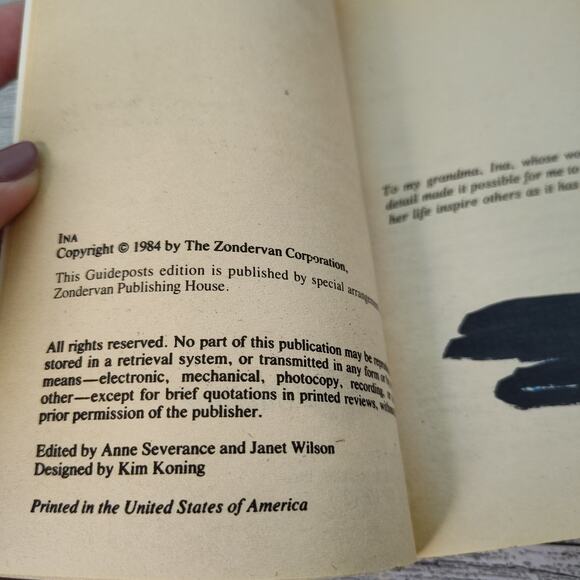 INA
Copyright © 1984 by The Zondervan Corporation,
This Guideposts edition is published by special
Zondervan Publishing House.
All rights reserved. No part of this publication may be
stored in a retrieval system, or transmitted in any form or
means—electronic, mechanical, photocopy, recording,
other—except for brief quotations in printed reviews,
prior permission of the publisher.
Edited by Anne Severance and Janet Wilson
Designed by Kim Koning
Printed in the United States of America
To my grandma, Ina, whose
detail made it possible for me to
her life inspire others as it has